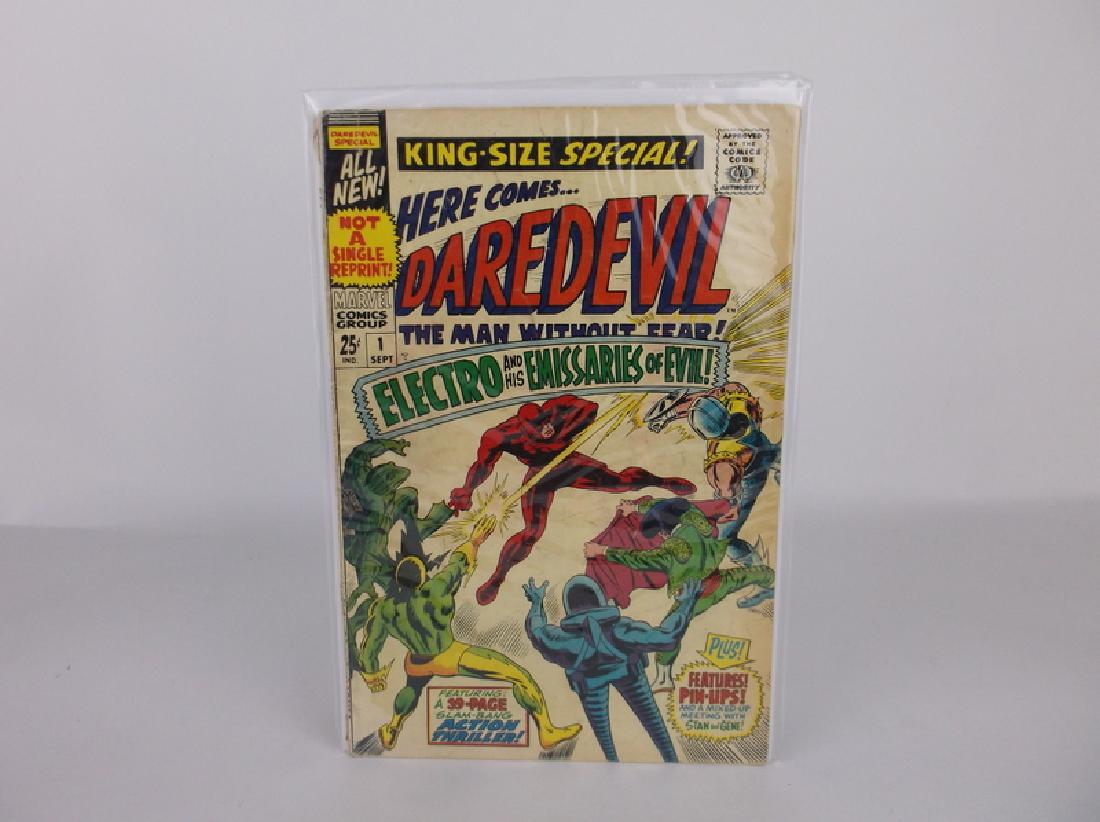 DAREDEVIL
SPECIAL
ALL
NEW!
NOT
A
SINGLE
REPRINT!
MARVEL
COMICS
GROUP
25¢
IND.
1
SEPT
KING-SIZE SPECIAL!
APPROVED
BY THE
COMICS
CODE
CA
AUTHORITY
HERE COMES...
DAREDEVIL
THE MAN WITHOUT FEAR!
ELECTRO AND HIS EMISSARIES OF EVIL!
FEATURING:
A 39-PAGE
SLAM-BANG
ACTION
THRILLER!
PLUS!
FEATURES!
PIN-UPS!
AND A MIXED-UP
MEETING WITH
STAN and GENE!